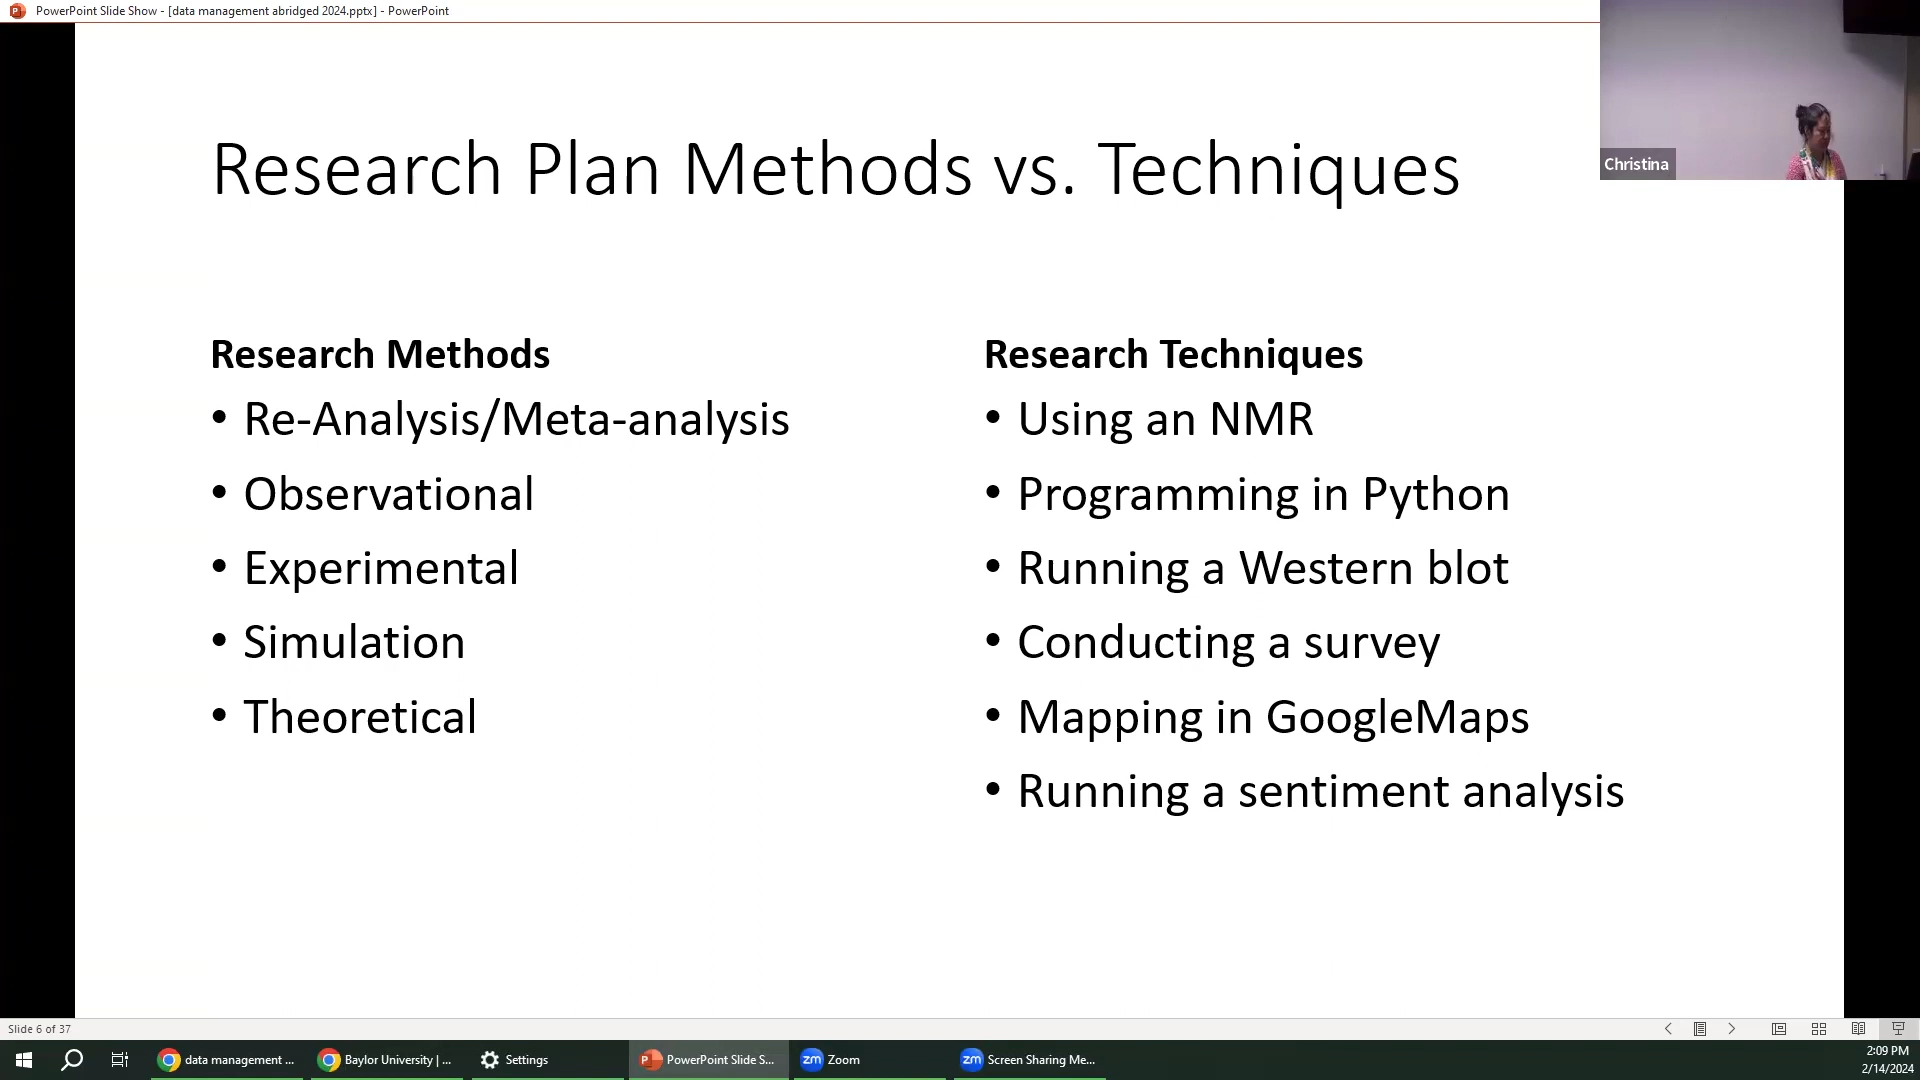 PowerPoint Slide Show - [data management abridged 2024.pptx] - PowerPoint
Christina
Research Plan Methods vs. Techniques
Research Methods
• Re-Analysis/Meta-analysis
• Observational
• Experimental
• Simulation
• Theoretical
Research Techniques
• Using an NMR
• Programming in Python
• Running a Western blot
• Conducting a survey
• Mapping in GoogleMaps
• Running a sentiment analysis
Slide 6 of 37
data management ...
Baylor University | ...
Settings
PowerPoint Slide S...
zm Zoom
zm Screen Sharing Me...
2:09 PM
2/14/2024